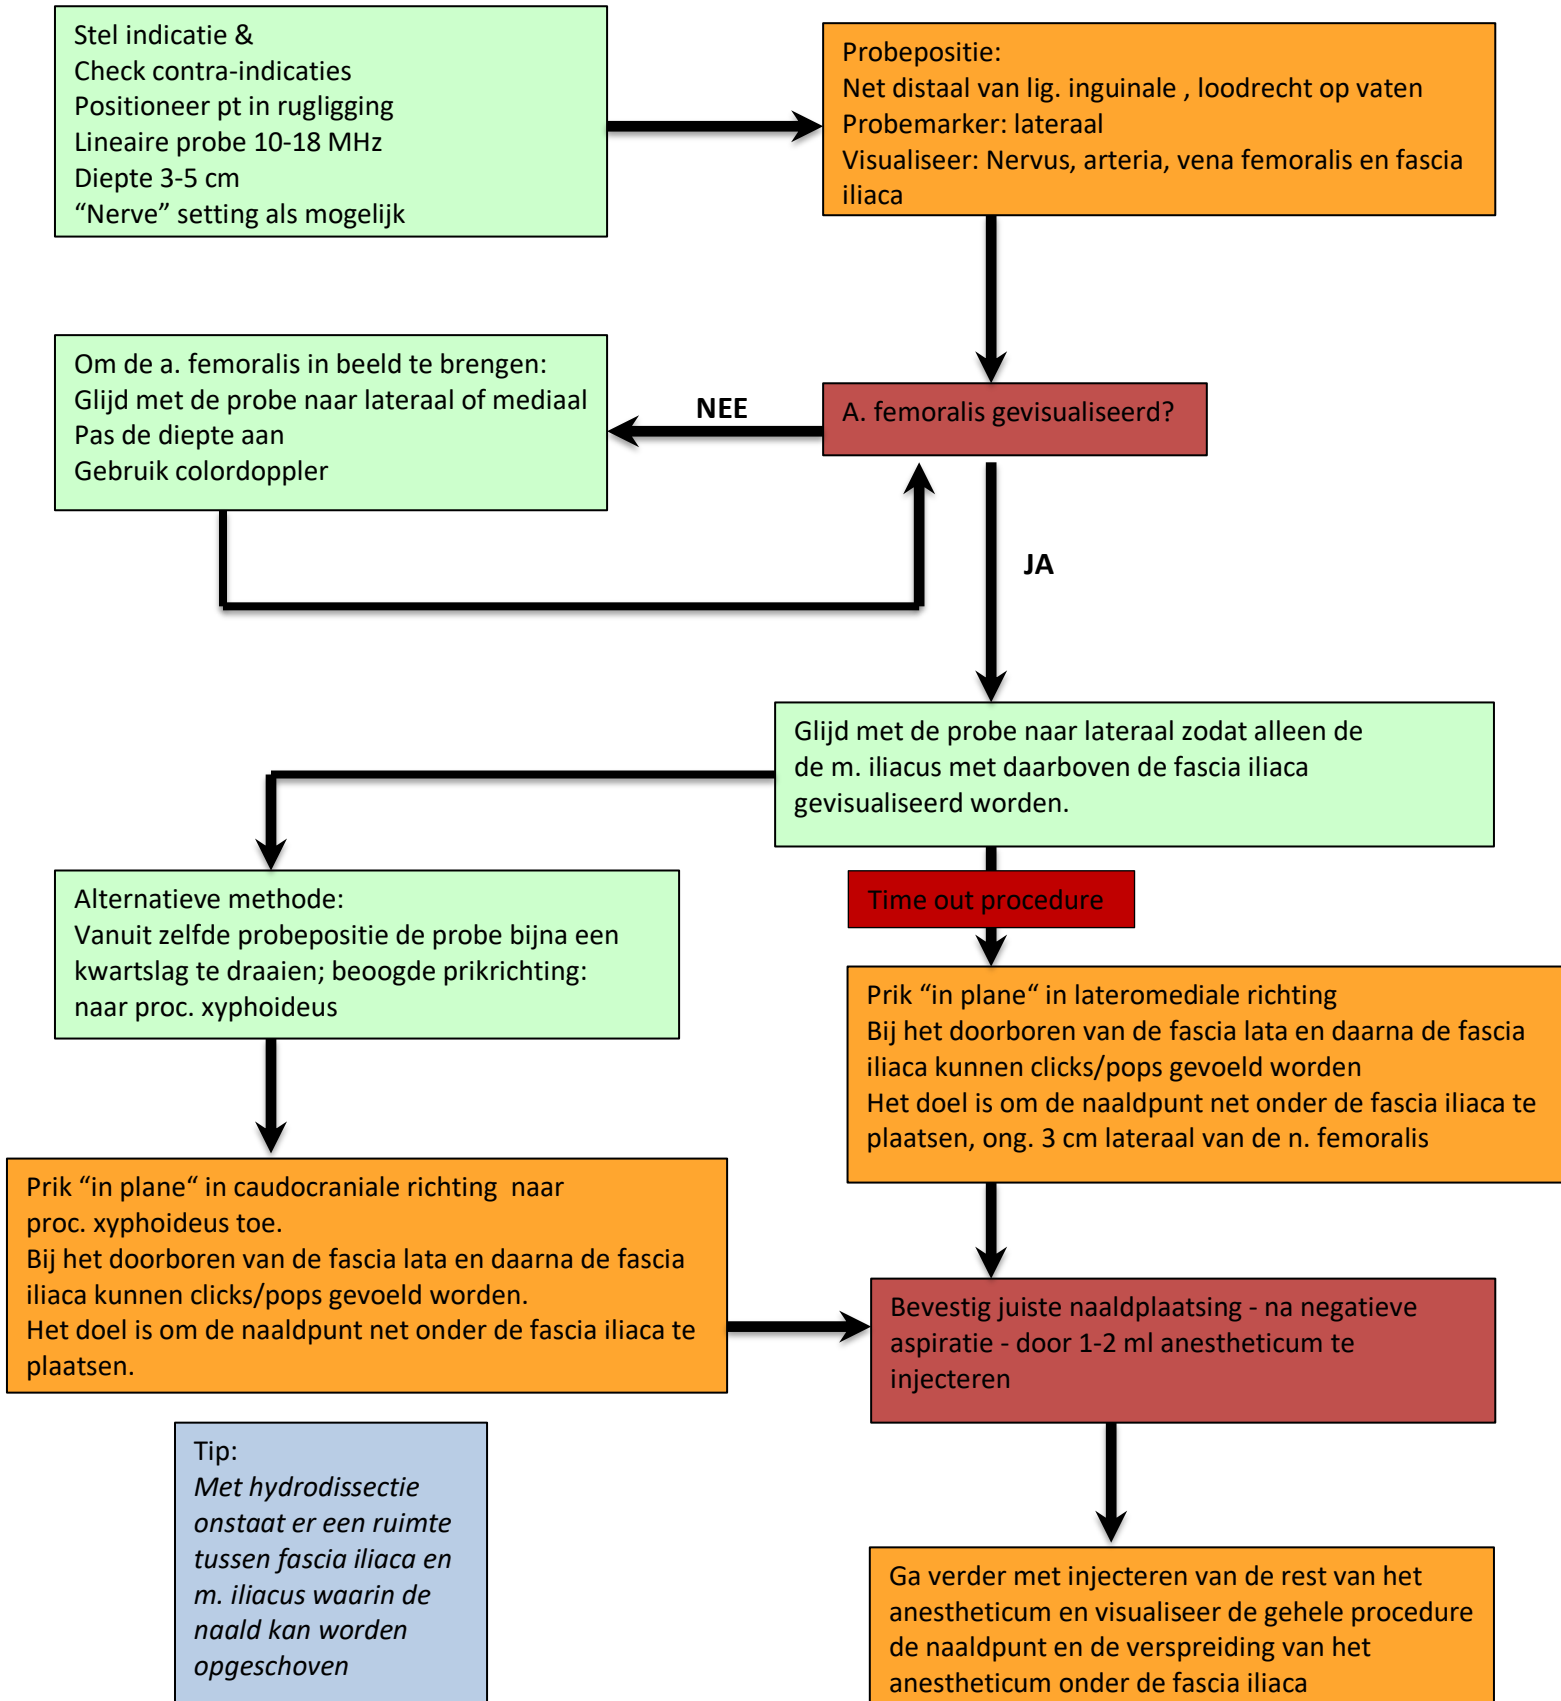 Stel indicatie &
Check contra-indicaties
Positioneer pt in rugligging
Lineaire probe 10-18 MHz
Diepte 3-5 cm
“Nerve” setting als mogelijk
Probepositie:
Net distaal van lig. inguinale , loodrecht op vaten
Probemarker: lateraal
Visualiseer: Nervus, arteria, vena femoralis en fascia
iliaca
Om de a. femoralis in beeld te brengen:
Glijd met de probe naar lateraal of mediaal
Pas de diepte aan
Gebruik colordoppler
NEE
A. femoralis gevisualiseerd?
JA
Glijd met de probe naar lateraal zodat alleen de
de m. iliacus met daarboven de fascia iliaca
gevisualiseerd worden.
Alternatieve methode:
Vanuit zelfde probepositie de probe bijna een
kwartslag te draaien; beoogde prikrichting:
naar proc. xyphoideus
Time out procedure
Prik “in plane“ in lateromediale richting
Bij het doorboren van de fascia lata en daarna de fascia
iliaca kunnen clicks/pops gevoeld worden
Het doel is om de naaldpunt net onder de fascia iliaca te
plaatsen, ong. 3 cm lateraal van de n. femoralis
Prik “in plane“ in caudocraniale richting naar
proc. xyphoideus toe.
Bij het doorboren van de fascia lata en daarna de fascia
iliaca kunnen clicks/pops gevoeld worden.
Het doel is om de naaldpunt net onder de fascia iliaca te
plaatsen.
Bevestig juiste naaldplaatsing - na negatieve
aspiratie - door 1-2 ml anestheticum te
injecteren
Tip:
Met hydrodissectie
onstaat er een ruimte
tussen fascia iliaca en
m. iliacus waarin de
naald kan worden
opgeschoven
Ga verder met injecteren van de rest van het
anestheticum en visualiseer de gehele procedure
de naaldpunt en de verspreiding van het
anestheticum onder de fascia iliaca